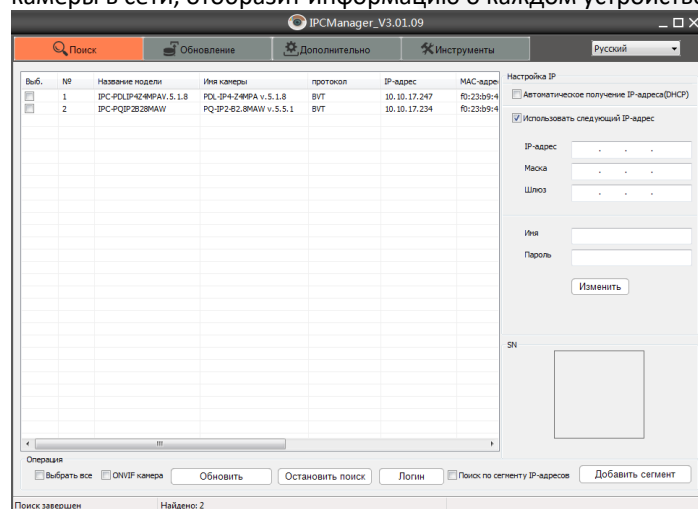 камеры в сети, отобразит информацию о каждом устройстве
IPCManager_V3.01.09
Поиск Обновление Дополнительно Инструменты Русский
Выб. № Название модели Имя камеры протокол IP-адрес MAC-адре
1 IPC-PDLIP4Z4MPAV.5.1.8 PDL-IP4-Z4MPA v.5.1.8 BVT 10.10.17.247 f0:23:b9:4
2 IPC-PQIP2B28MAW PQ-IP2-B2.8MAW v.5.5.1 BVT 10.10.17.234 f0:23:b9:4
Настройка IP
Автоматическое получение IP-адреса(DHCP)
Использовать следующий IP-адрес
IP-адрес . . .
Маска . . .
Шлюз . . .
Имя
Пароль
Изменить
SN
Операция
Выбрать все ONVIF камера Обновить Остановить поиск Логин Поиск по сегменту IP-адресов Добавить сегмент
Поиск завершен Найдено: 2